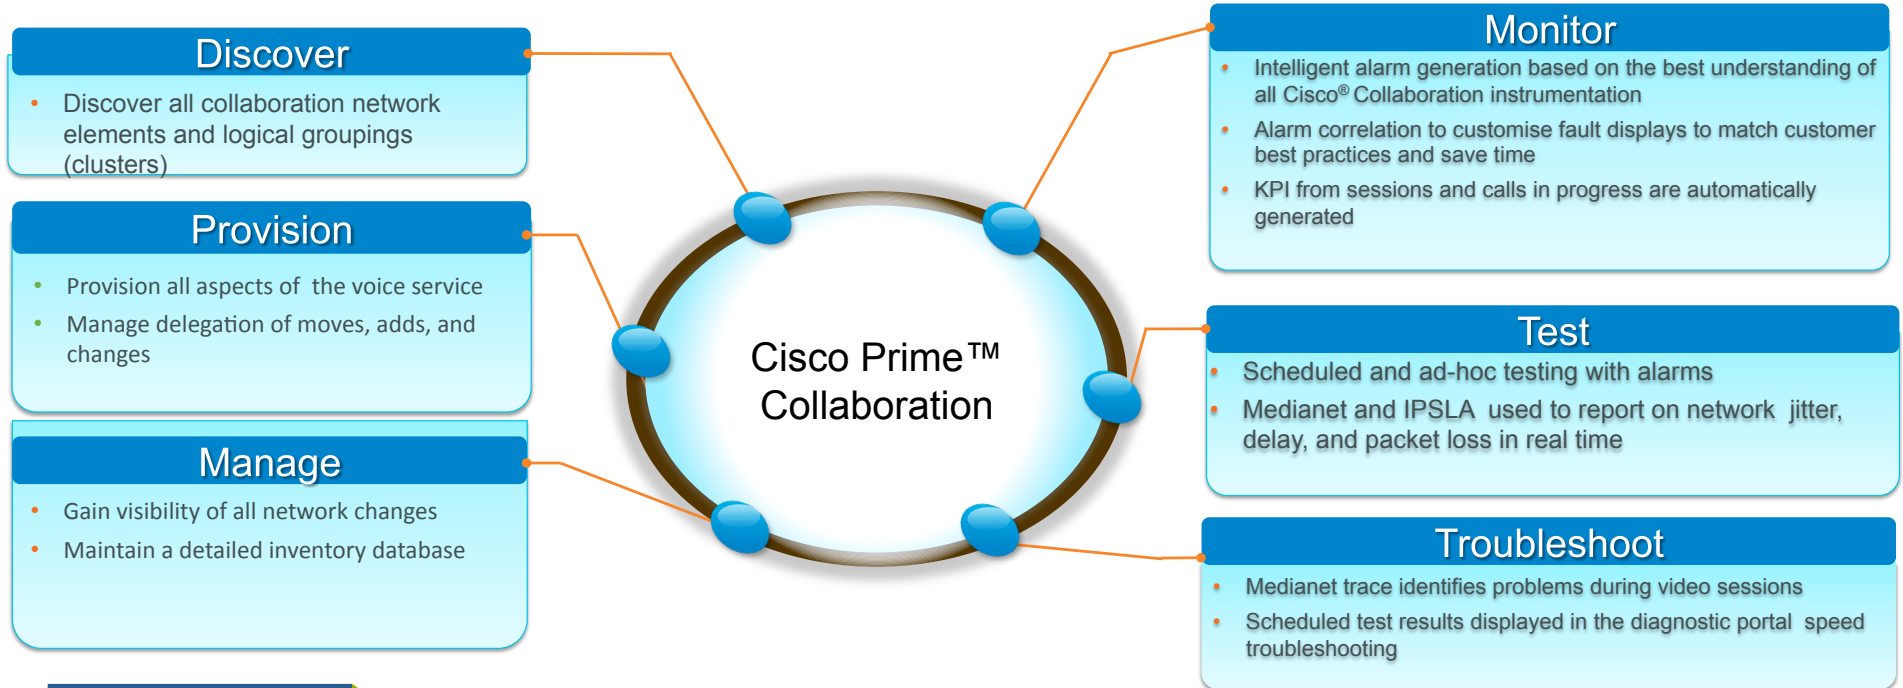 Discover
• Discover all collaboration network
elements and logical groupings
(clusters)
Provision
• Provision all aspects of the voice service
• Manage delegation of moves, adds, and
changes
Manage
• Gain visibility of all network changes
• Maintain a detailed inventory database
Cisco Prime™
Collaboration
Monitor
• Intelligent alarm generation based on the best understanding of
all Cisco® Collaboration instrumentation
• Alarm correlation to customise fault displays to match customer
best practices and save time
• KPI from sessions and calls in progress are automatically
generated
Test
• Scheduled and ad-hoc testing with alarms
• Medianet and IPSLA used to report on network jitter,
delay, and packet loss in real time
Troubleshoot
• Medianet trace identifies problems during video sessions
• Scheduled test results displayed in the diagnostic portal speed
troubleshooting